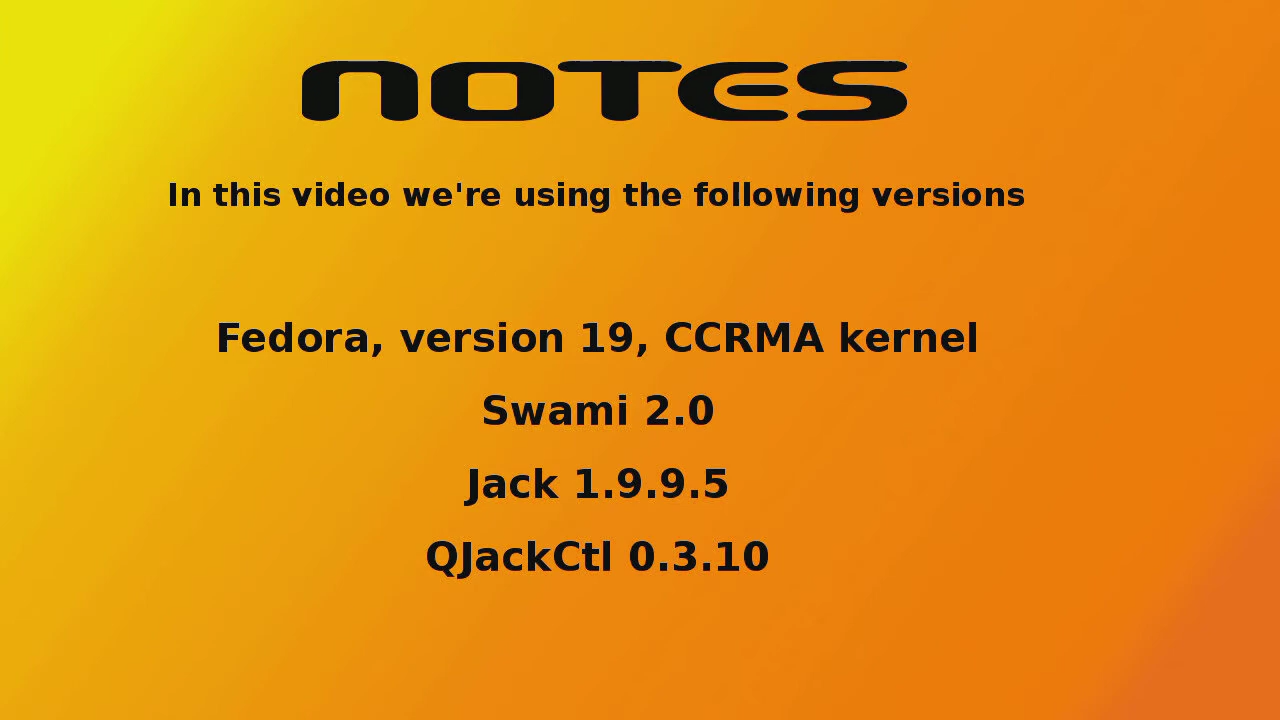 NOTES
In this video we're using the following versions
Fedora, version 19, CCRMA kernel
Swami 2.0
Jack 1.9.9.5
QJackCtl 0.3.10